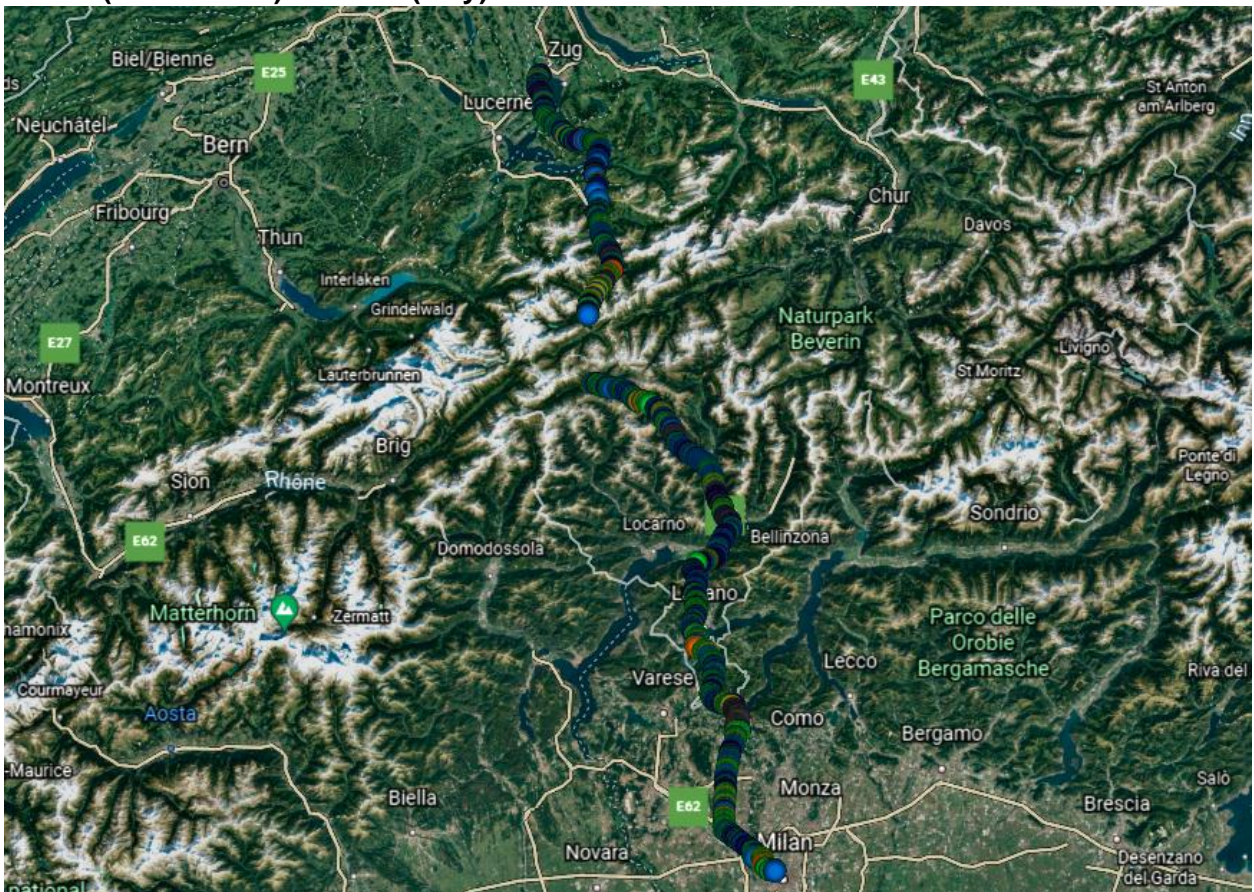 Zug
Biel/Bienne
E25
E43
St Anton
am Arlberg
Lucerne
Neuchâtel
Inn
Bern
Chur
Fribourg
Davos
Thun
Interlaken
Grindelwald
Naturpark
Beverin
E27
Livigno
Lauterbrunnen
St Moritz
Montreux
Brig
Ponte di
Legno
Sion
Rhône
Sondrio
Locarno
Bellinzona
E62
Domodossola
Matterhorn
Zermatt
Parco delle
Orobie
Bergamasche
Lecco
Varese
Riva del
Courmayeur
Aosta
Como
Bergamo
-Maurice
Salò
Biella
Monza
E62
Brescia
Milan
Novara
Desenzano
del Garda